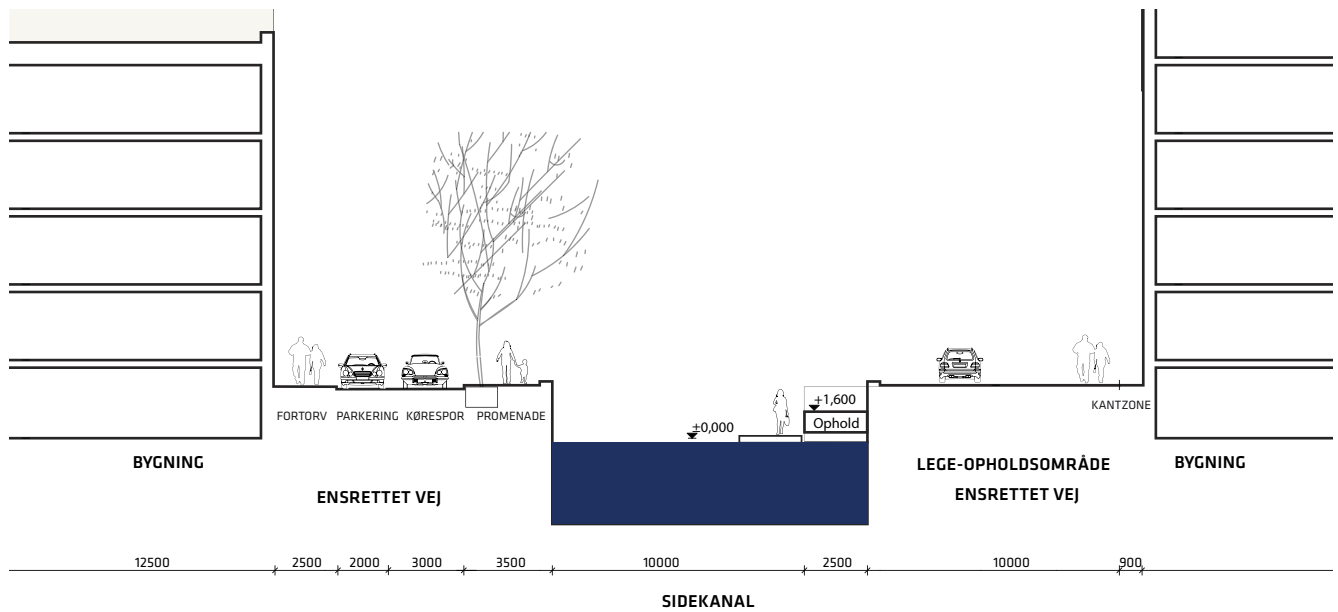 ±1,600
FORTORV PARKERING KØRESPOR PROMENADE
KANTZONE
±0,000
Ophold
BYGNING
LEGE-OPHOLDSOMRÅDE
BYGNING
ENSRETTET VEJ
ENSRETTET VEJ
12500 2500 2000 3000 3500 10000 2500 10000 900
SIDEKANAL